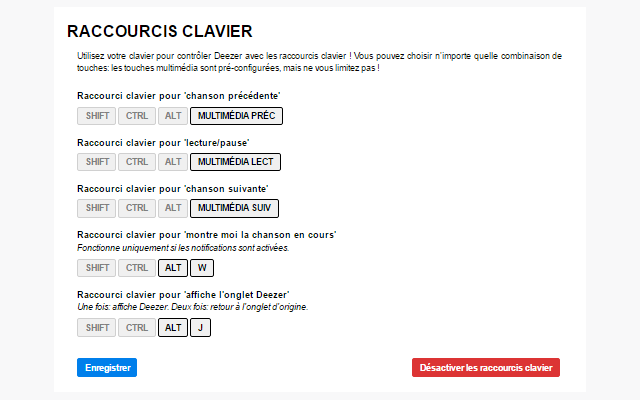 RACCOURCIS CLAVIER
Utilisez votre clavier pour contrôler Deezer avec les raccourcis clavier ! Vous pouvez choisir n'importe quelle combinaison de
touches: les touches multimédia sont pré-configurées, mais ne vous limitez pas !
Raccourci clavier pour 'chanson précédente'
SHIFT CTRL ALT MULTIMÉDIA PRÉC
Raccourci clavier pour 'lecture/pause'
SHIFT CTRL ALT MULTIMÉDIA LECT
Raccourci clavier pour 'chanson suivante'
SHIFT CTRL ALT MULTIMÉDIA SUIV
Raccourci clavier pour 'montre moi la chanson en cours'
Fonctionne uniquement si les notifications sont activées.
SHIFT CTRL ALT W
Raccourci clavier pour 'affiche l'onglet Deezer'
Une fois: affiche Deezer. Deux fois: retour à l'onglet d'origine.
SHIFT CTRL ALT J
Enregistrer Désactiver les raccourcis clavier